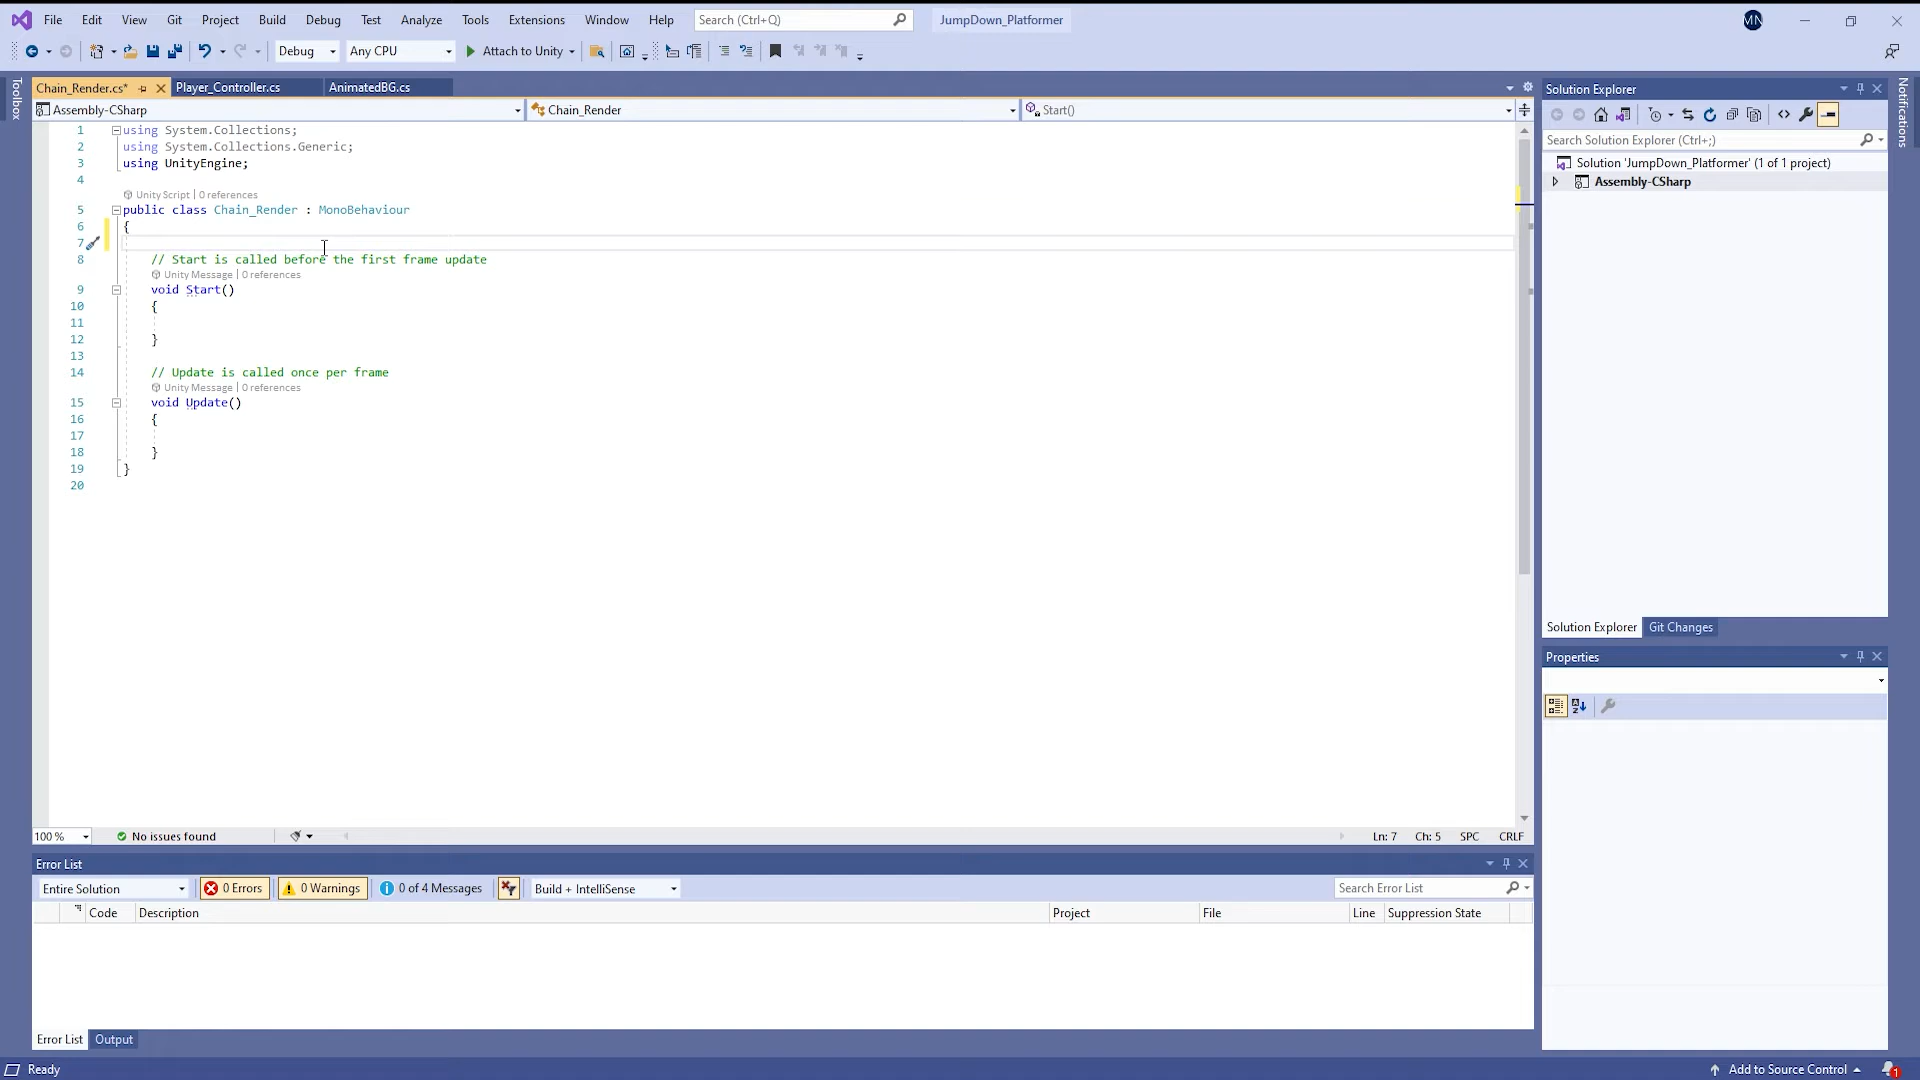 File Edit View Git Project Build Debug Test Analyze Tools Extensions Window Help Search (Ctrl+Q) JumpDown_Platformer MN
Debug Any CPU Attach to Unity
Toolbox
Chain_Render.cs* Player_Controller.cs AnimatedBG.cs
Assembly-CSharp Chain_Render Start()
1 using System.Collections;
2 using System.Collections.Generic;
3 using UnityEngine;
4
Unity Script | 0 references
5 public class Chain_Render : MonoBehaviour
6 {
7
8 // Start is called before the first frame update
Unity Message | 0 references
9 void Start()
10 {
11
12 }
13
14 // Update is called once per frame
Unity Message | 0 references
15 void Update()
16 {
17
18 }
19 }
20
100 % No issues found Ln: 7 Ch: 5 SPC CRLF
Error List
Entire Solution 0 Errors 0 Warnings 0 of 4 Messages Build + IntelliSense Search Error List
Code Description Project File Line Suppression State
Error List Output
Solution Explorer
Search Solution Explorer (Ctrl+;)
Solution 'JumpDown_Platformer' (1 of 1 project)
Assembly-CSharp
Solution Explorer Git Changes
Properties
Notifications
Ready Add to Source Control 1